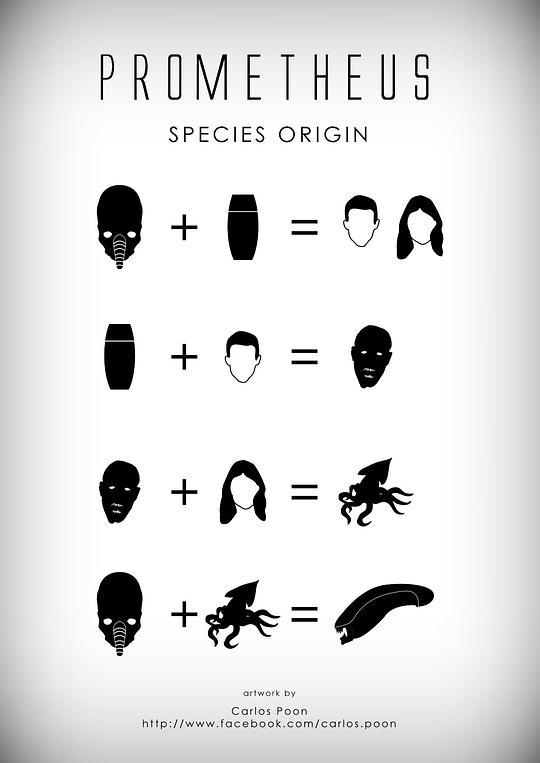 PROMETHEUS
SPECIES ORIGIN
+ =
+ =
+ =
+ =
artwork by
Carlos Poon
http://www.facebook.com/carlos.poon